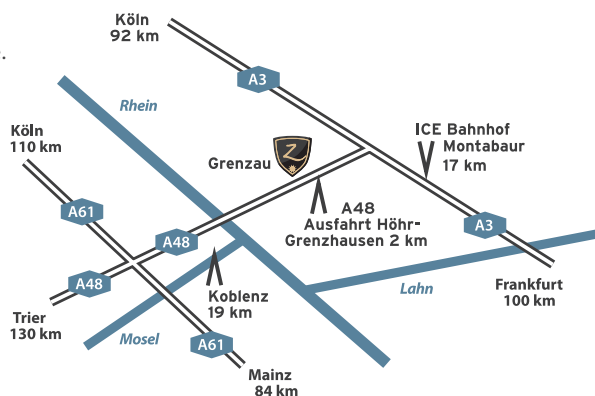 Köln
92 km
A3
Rhein
Köln
110 km
ICE Bahnhof
Montabaur
17 km
Grenzau
Z
A61
A48
Ausfahrt Höhr-
Grenzhausen 2 km
A48
A3
A48
Koblenz
19 km
Lahn
Frankfurt
100 km
Trier
130 km
Mosel
A61
Mainz
84 km